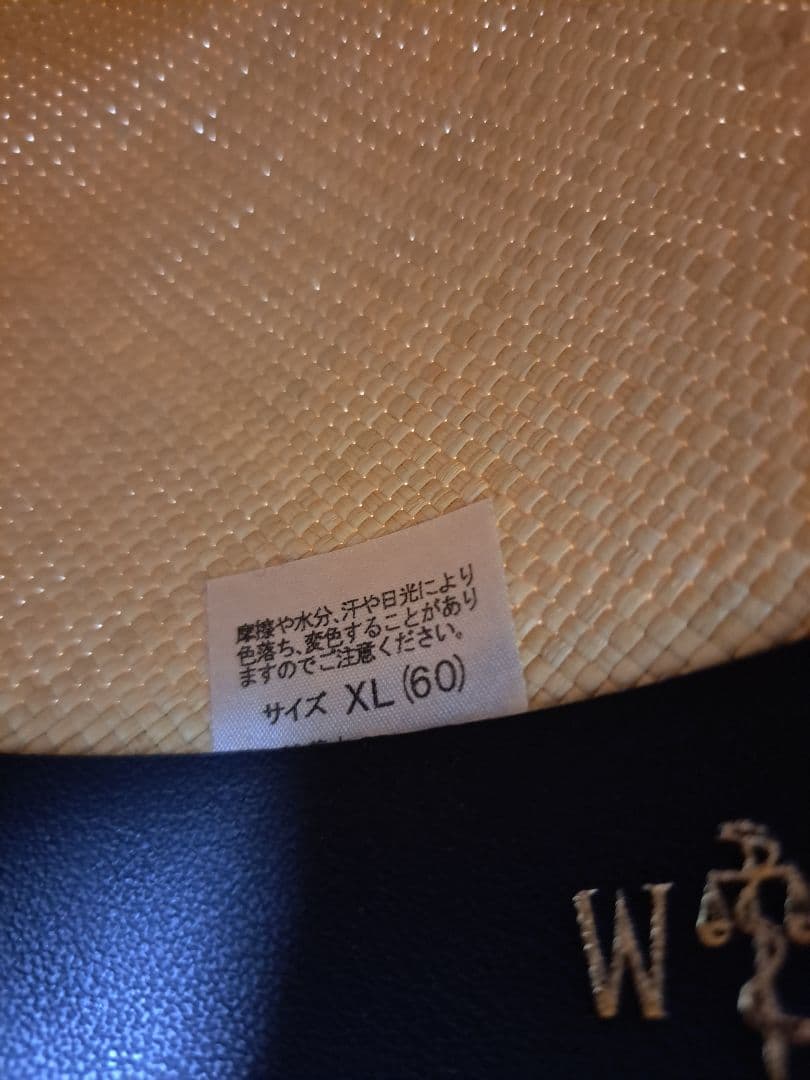 摩擦や水分、汗や日光により
色落ち、変色することがあり
ますのでご注意ください。
サイズ XL(60)
W